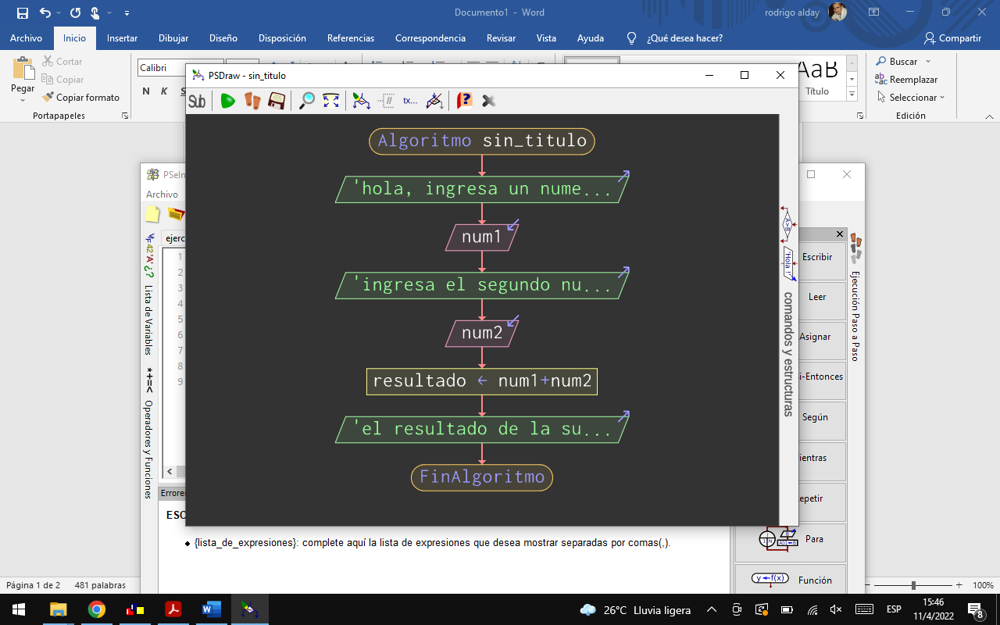 Documento1 - Word
rodrigo alday
Archivo Inicio Insertar Dibujar Diseño Disposición Referencias Correspondencia Revisar Vista Ayuda ¿Qué desea hacer? Compartir
Pegar
Cortar
Copiar
Copiar formato
Portapapeles
Calibri
N K S
AaB
Título
Buscar
Reemplazar
Seleccionar
Edición
PSDraw - sin_titulo
Sub // tx... ?
Algoritmo sin_titulo
'hola, ingresa un nume...
num1
'ingresa el segundo nu...
num2
resultado ← num1+num2
'el resultado de la su...
FinAlgoritmo
A>B
'Hola !'
comandos y estructuras
PSeIn
Archivo
ejerc
1
2
3
4
5
6
7
8
9
42 'A' ¿?
Lista de Variables
*+=<
Operadores y Funciones
Errore
ESC
{lista_de_expresiones}: complete aquí la lista de expresiones que desea mostrar separadas por comas(,).
Escribir
Leer
Asignar
i-Entonces
Según
ientras
epetir
Para
y←f(x) Función
Ejecución Paso a Paso
Página 1 de 2 481 palabras
100%
26°C Lluvia ligera
ESP
15:46
11/4/2022
8